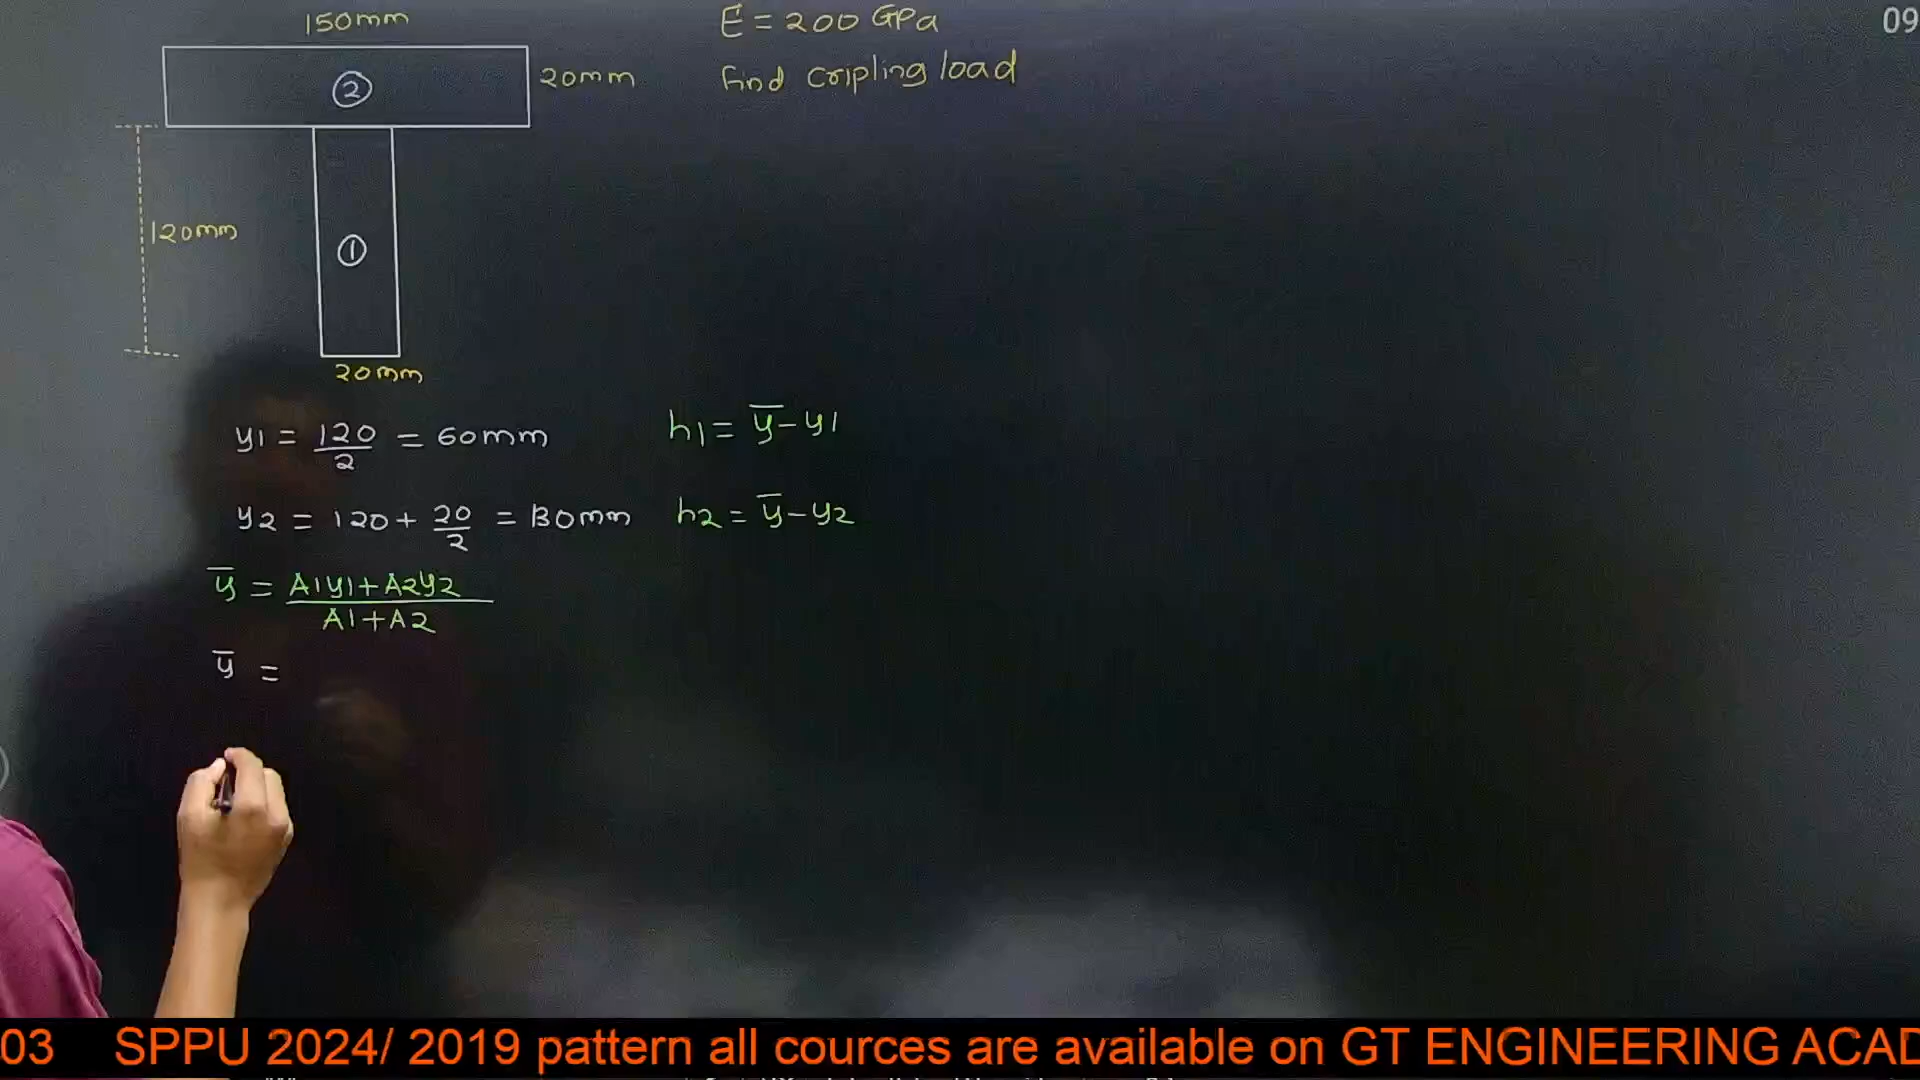 150mm
E = 200 GPa
09
20mm
find cripling load
2
120mm
1
20mm
y1 = 120/2 = 60mm
h1 = ȳ - y1
y2 = 120 + 20/2 = 130mm
h2 = ȳ - y2
ȳ = A1y1 + A2y2 / A1 + A2
ȳ =
03 SPPU 2024/ 2019 pattern all cources are available on GT ENGINEERING ACAD